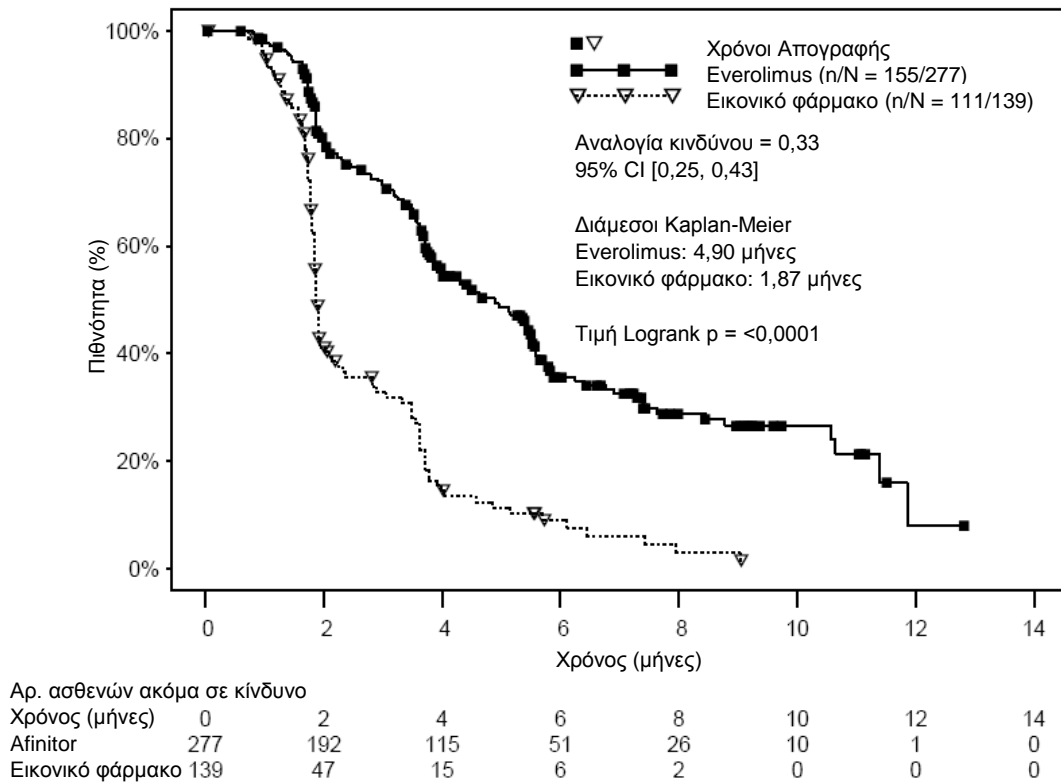 100%
80%
60%
40%
20%
0%
Πιθνότητα (%)
Χρόνοι Απογραφής
Everolimus (n/N = 155/277)
Εικονικό φάρμακο (n/N = 111/139)
Αναλογία κινδύνου = 0,33
95% CI [0,25, 0,43]
Διάμεσοι Kaplan-Meier
Everolimus: 4,90 μήνες
Εικονικό φάρμακο: 1,87 μήνες
Τιμή Logrank p = <0,0001
0 2 4 6 8 10 12 14
Χρόνος (μήνες)
Αρ. ασθενών ακόμα σε κίνδυνο
Χρόνος (μήνες) 0 2 4 6 8 10 12 14
Afinitor 277 192 115 51 26 10 1 0
Εικονικό φάρμακο 139 47 15 6 2 0 0 0